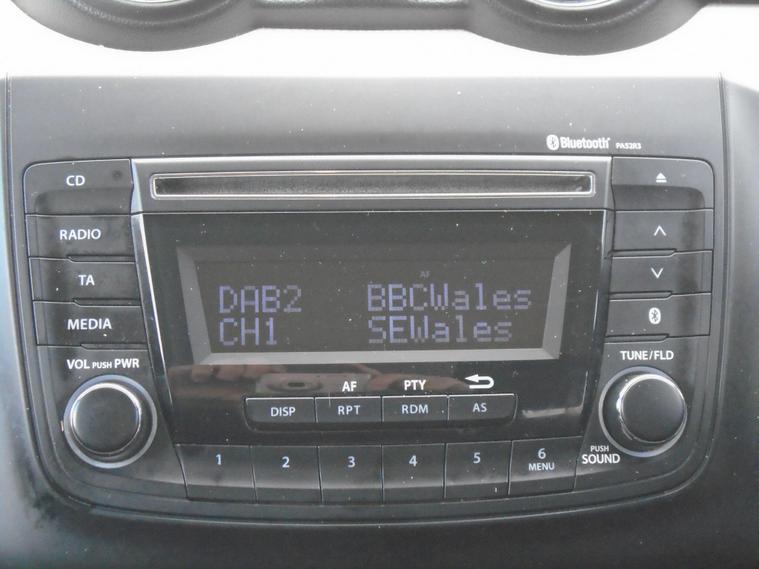 Bluetooth® PA52R3
CD
RADIO
TA
MEDIA
AF
DAB2 BBCWales
CH1 SEWales
VOL PUSH PWR
TUNE/FLD
AF PTY
DISP RPT RDM AS
1 2 3 4 5 6
MENU
PUSH
SOUND